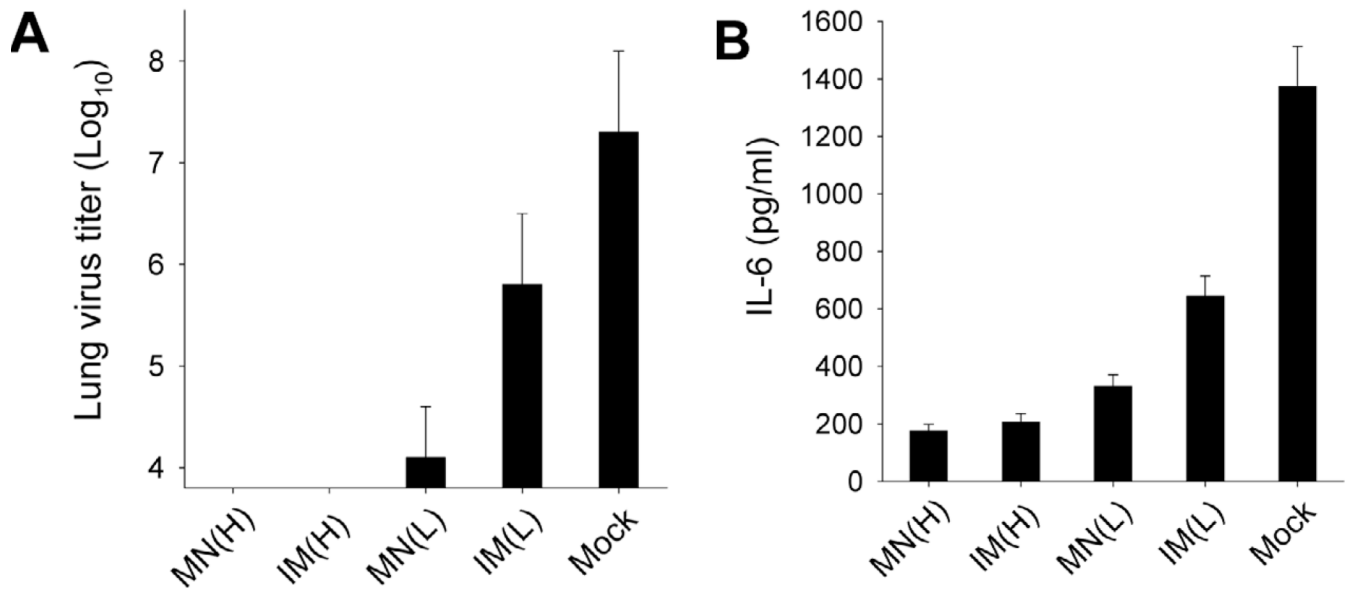 A
Lung virus titer (Log10)
8
7
6
5
4
MN(H)
IM(H)
MN(L)
IM(L)
Mock
B
IL-6 (pg/ml)
1600
1400
1200
1000
800
600
400
200
0
MN(H)
IM(H)
MN(L)
IM(L)
Mock